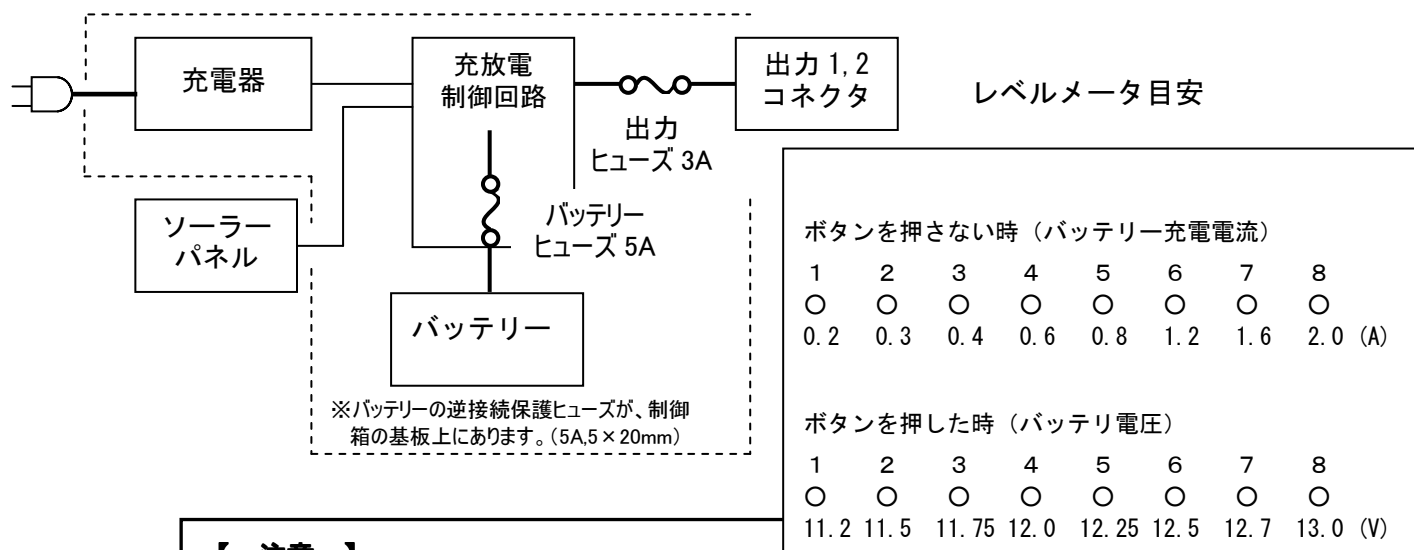 充電器
充放電
制御回路
出力 1,2
コネクタ
レベルメータ目安
出力
ヒューズ 3A
ソーラー
パネル
バッテリー
ヒューズ 5A
バッテリー
※バッテリーの逆接続保護ヒューズが、制御
箱の基板上にあります。（5A,5×20mm）
ボタンを押さない時（バッテリー充電電流）
1 2 3 4 5 6 7 8
○ ○ ○ ○ ○ ○ ○ ○
0.2 0.3 0.4 0.6 0.8 1.2 1.6 2.0 (A)
ボタンを押した時（バッテリ電圧）
1 2 3 4 5 6 7 8
○ ○ ○ ○ ○ ○ ○ ○
11.2 11.5 11.75 12.0 12.25 12.5 12.7 13.0 (V)
【 注意 】